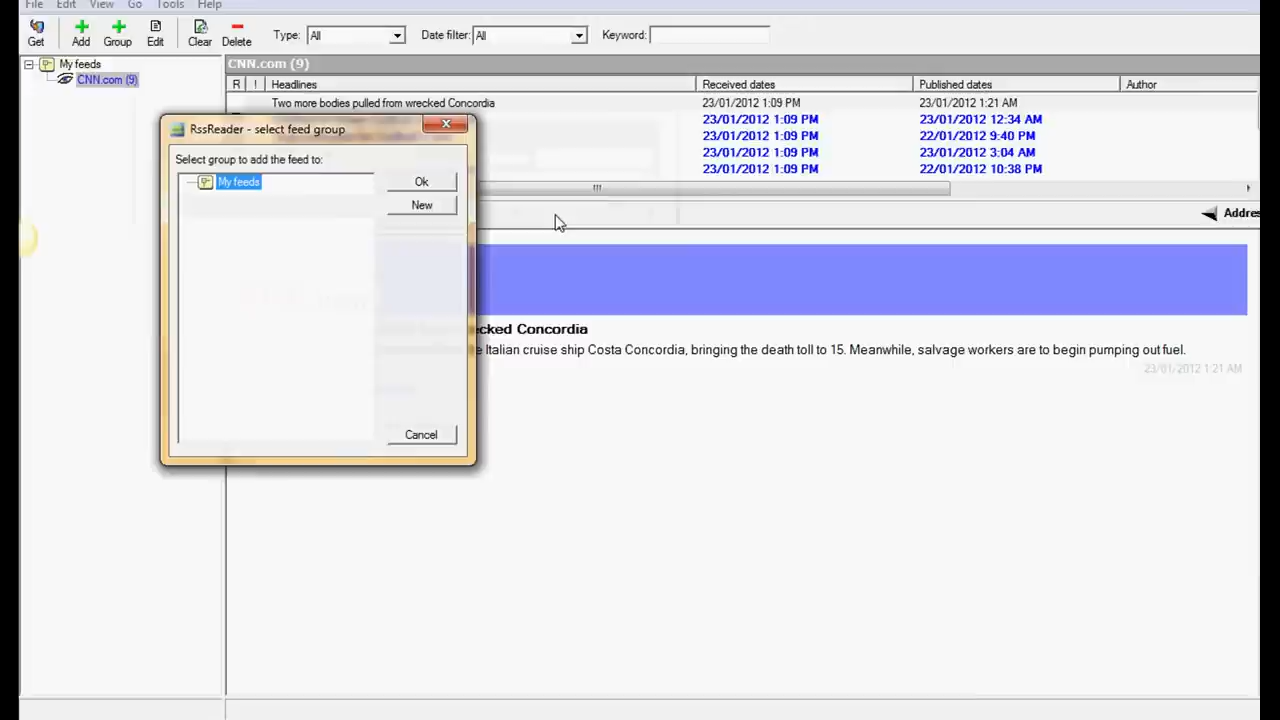 File Edit View Go Tools Help
Get Add Group Edit Clear Delete Type: All Date filter: All Keyword:
My feeds
CNN.com (9)
CNN.com (9)
R ! Headlines Received dates Published dates Author
Two more bodies pulled from wrecked Concordia 23/01/2012 1:09 PM 23/01/2012 1:21 AM
23/01/2012 1:09 PM 23/01/2012 12:34 AM
23/01/2012 1:09 PM 22/01/2012 9:40 PM
23/01/2012 1:09 PM 23/01/2012 3:04 AM
23/01/2012 1:09 PM 22/01/2012 10:38 PM
RssReader - select feed group
Select group to add the feed to:
My feeds
Ok
New
Cancel
Addres
cked Concordia
e Italian cruise ship Costa Concordia, bringing the death toll to 15. Meanwhile, salvage workers are to begin pumping out fuel.
23/01/2012 1:21 AM